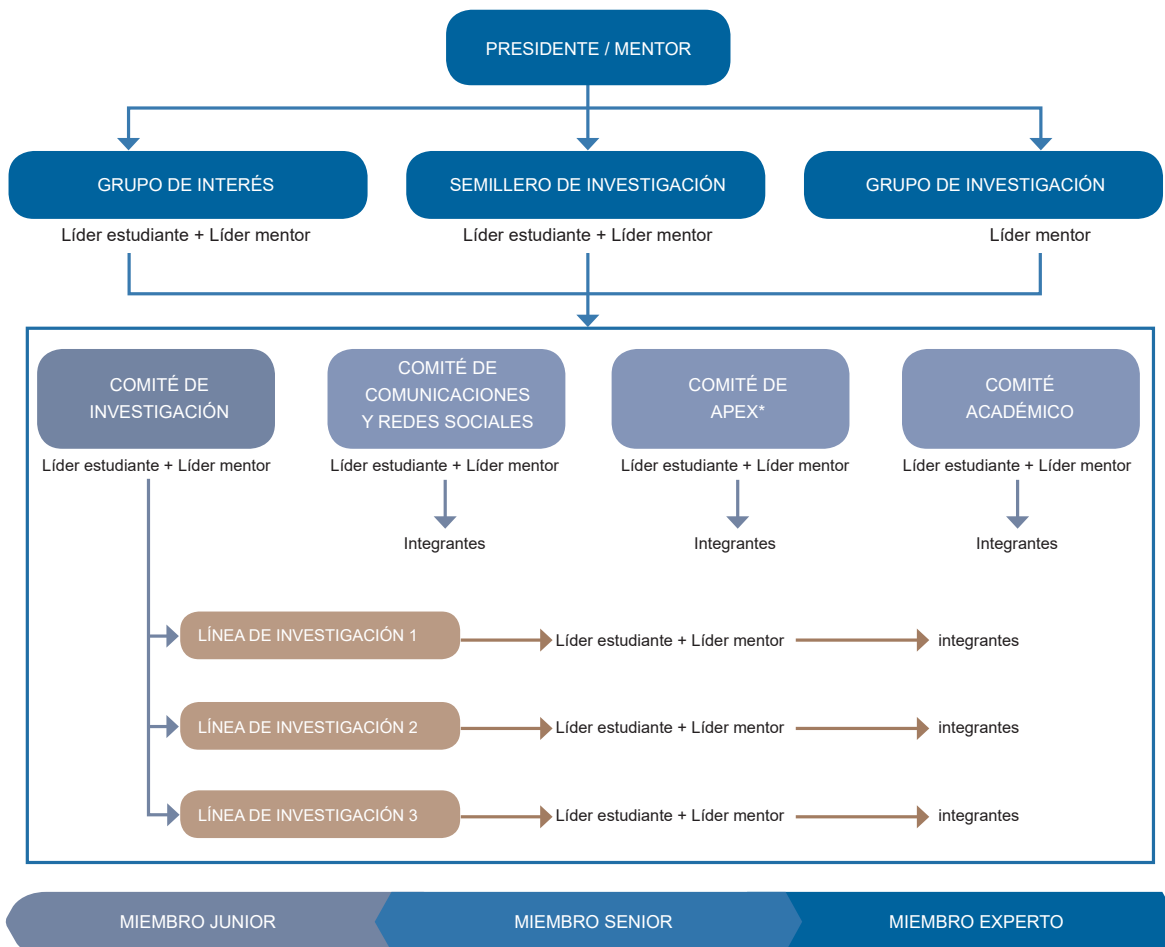 PRESIDENTE / MENTOR
GRUPO DE INTERÉS
SEMILLERO DE INVESTIGACIÓN
GRUPO DE INVESTIGACIÓN
Líder estudiante + Líder mentor
Líder estudiante + Líder mentor
Líder mentor
COMITÉ DE
INVESTIGACIÓN
COMITÉ DE
COMUNICACIONES
Y REDES SOCIALES
COMITÉ DE
APEX*
COMITÉ
ACADÉMICO
Líder estudiante + Líder mentor
Líder estudiante + Líder mentor
Líder estudiante + Líder mentor
Líder estudiante + Líder mentor
Integrantes
Integrantes
Integrantes
LÍNEA DE INVESTIGACIÓN 1
Líder estudiante + Líder mentor
integrantes
LÍNEA DE INVESTIGACIÓN 2
Líder estudiante + Líder mentor
integrantes
LÍNEA DE INVESTIGACIÓN 3
Líder estudiante + Líder mentor
integrantes
MIEMBRO JUNIOR
MIEMBRO SENIOR
MIEMBRO EXPERTO